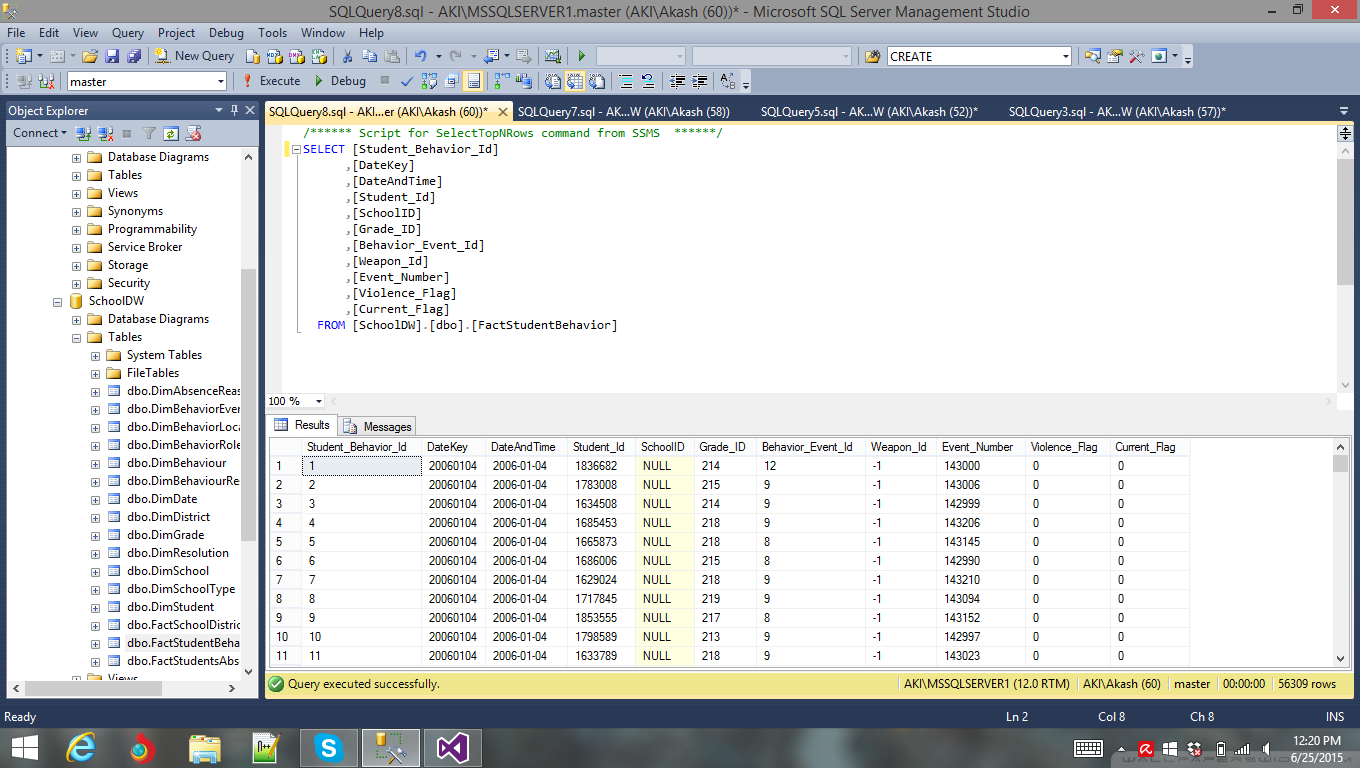 SQLQuery8.sql - AKI\MSSQLSERVER1.master (AKI\Akash (60))* - Microsoft SQL Server Management Studio
File Edit View Query Project Debug Tools Window Help
New Query CREATE
master Execute Debug
Object Explorer
Connect
Database Diagrams
Tables
Views
Synonyms
Programmability
Service Broker
Storage
Security
SchoolDW
Database Diagrams
Tables
System Tables
FileTables
dbo.DimAbsenceReas
dbo.DimBehaviorEver
dbo.DimBehaviorLoca
dbo.DimBehaviorRole
dbo.DimBehaviour
dbo.DimBehaviourRe
dbo.DimDate
dbo.DimDistrict
dbo.DimGrade
dbo.DimResolution
dbo.DimSchool
dbo.DimSchoolType
dbo.DimStudent
dbo.FactSchoolDistric
dbo.FactStudentBeha
dbo.FactStudentsAbs
Views
SQLQuery8.sql - AKI...er (AKI\Akash (60))* SQLQuery7.sql - AK...W (AKI\Akash (58)) SQLQuery5.sql - AK...W (AKI\Akash (52))* SQLQuery3.sql - AK...W (AKI\Akash (57))*
/****** Script for SelectTopNRows command from SSMS ******/
SELECT [Student_Behavior_Id]
,[DateKey]
,[DateAndTime]
,[Student_Id]
,[SchoolID]
,[Grade_ID]
,[Behavior_Event_Id]
,[Weapon_Id]
,[Event_Number]
,[Violence_Flag]
,[Current_Flag]
FROM [SchoolDW].[dbo].[FactStudentBehavior]
100 %
Results Messages
Student_Behavior_Id DateKey DateAndTime Student_Id SchoolID Grade_ID Behavior_Event_Id Weapon_Id Event_Number Violence_Flag Current_Flag
1 1 20060104 2006-01-04 1836682 NULL 214 12 -1 143000 0 0
2 2 20060104 2006-01-04 1783008 NULL 215 9 -1 143006 0 0
3 3 20060104 2006-01-04 1634508 NULL 214 9 -1 142999 0 0
4 4 20060104 2006-01-04 1685453 NULL 218 9 -1 143206 0 0
5 5 20060104 2006-01-04 1665873 NULL 218 8 -1 143145 0 0
6 6 20060104 2006-01-04 1686006 NULL 215 8 -1 142990 0 0
7 7 20060104 2006-01-04 1629024 NULL 218 9 -1 143210 0 0
8 8 20060104 2006-01-04 1717845 NULL 219 9 -1 143094 0 0
9 9 20060104 2006-01-04 1853555 NULL 217 8 -1 143152 0 0
10 10 20060104 2006-01-04 1798589 NULL 213 9 -1 142997 0 0
11 11 20060104 2006-01-04 1633789 NULL 218 9 -1 143023 0 0
Query executed successfully. AKI\MSSQLSERVER1 (12.0 RTM) AKI\Akash (60) master 00:00:00 56309 rows
Ready Ln 2 Col 8 Ch 8 INS
12:20 PM
6/25/2015